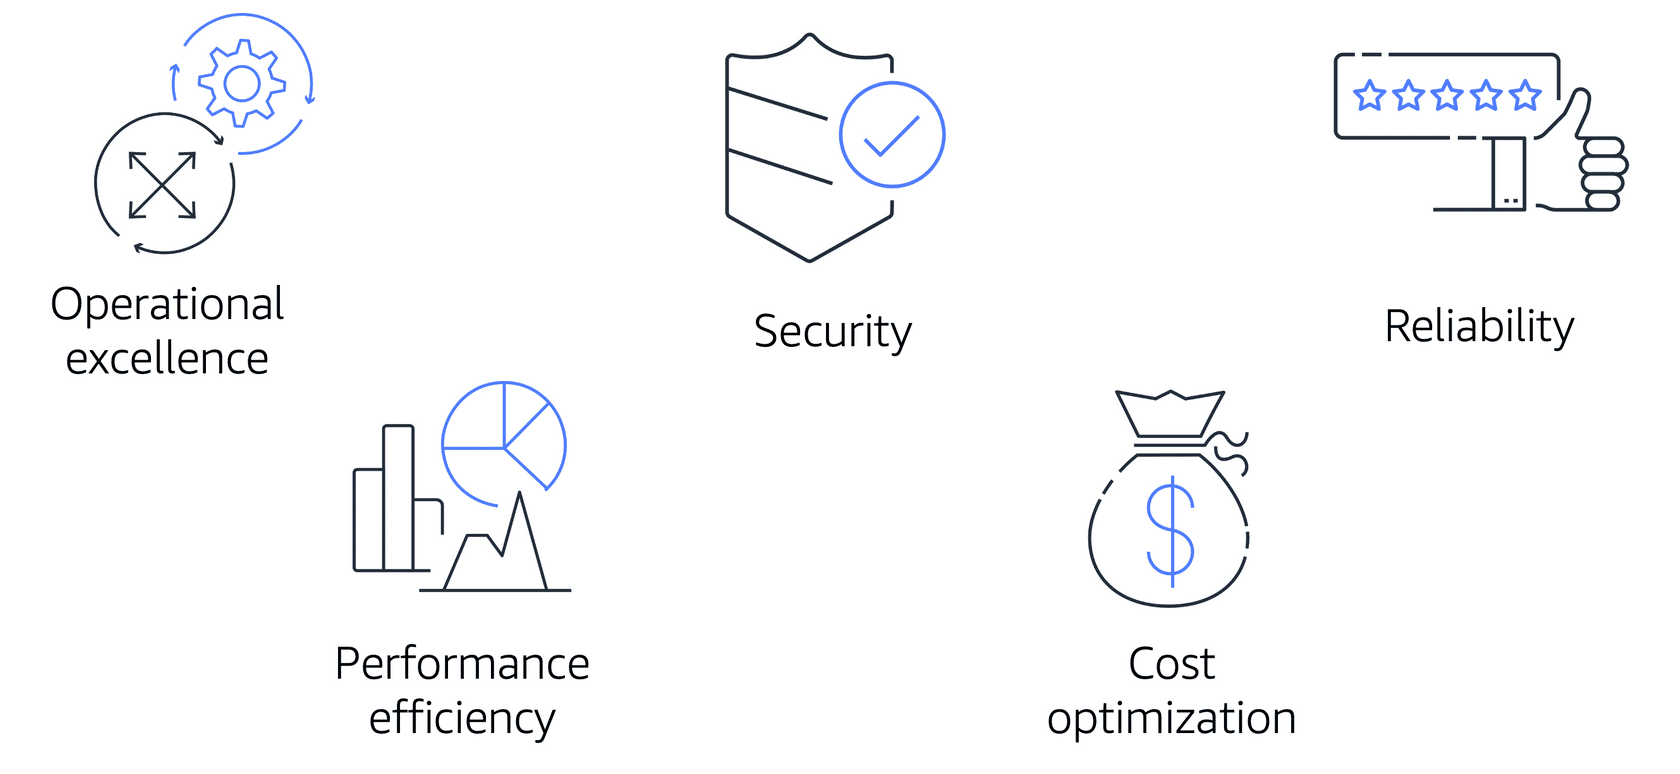 Operational
excellence
Security
Reliability
Performance
efficiency
Cost
optimization